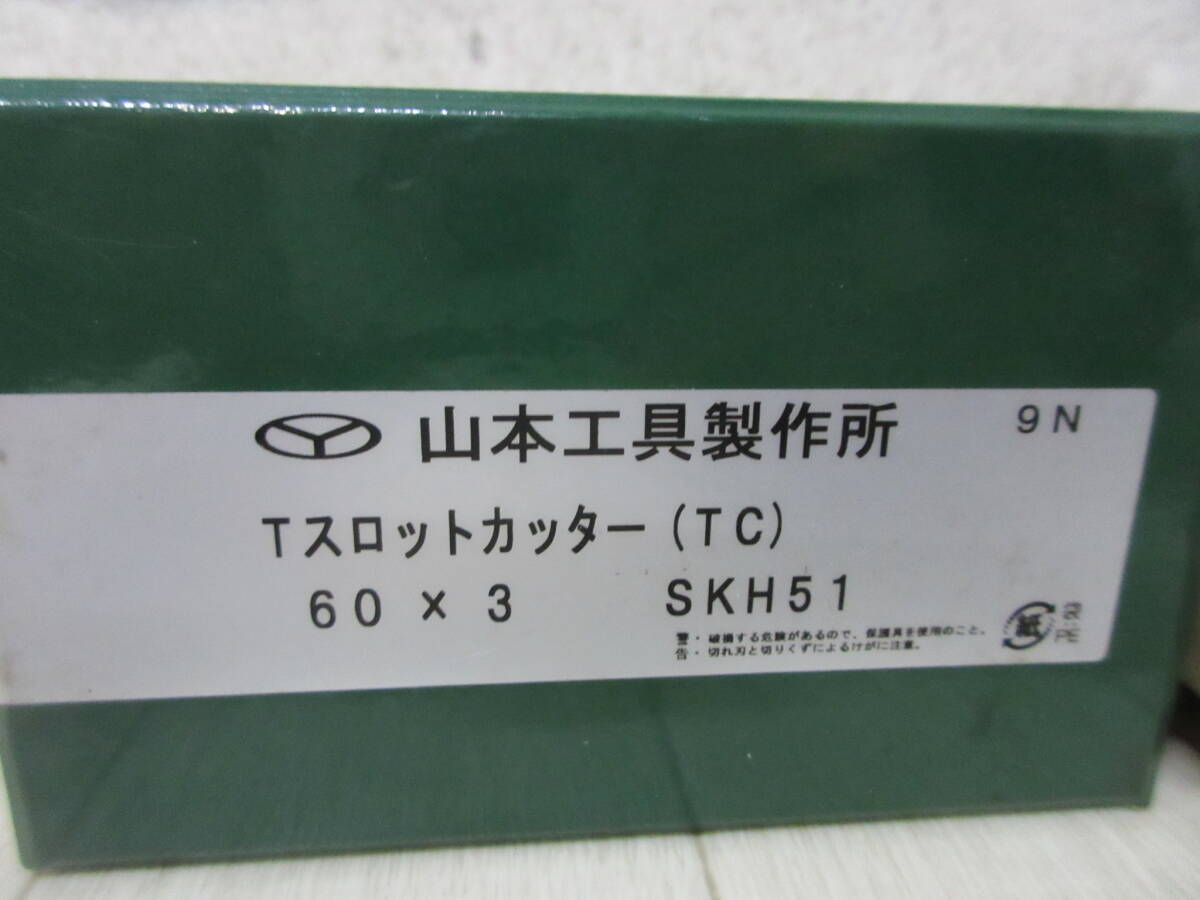 山本工具製作所 9N
Tスロットカッター(TC)
60×3 SKH51
警・破損する危険があるので、保護具を使用のこと。
告・切れ刃と切りくずによるけがに注意。
紙